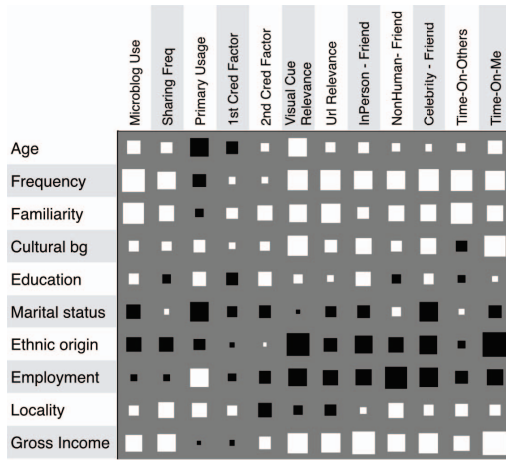 Microblog Use
Sharing Freq
Primary Usage
1st Cred Factor
2nd Cred Factor
Visual Cue
Relevance
Url Relevance
InPerson - Friend
NonHuman- Friend
Celebrity - Friend
Time-On-Others
Time-On-Me
Age
Frequency
Familiarity
Cultural bg
Education
Marital status
Ethnic origin
Employment
Locality
Gross Income